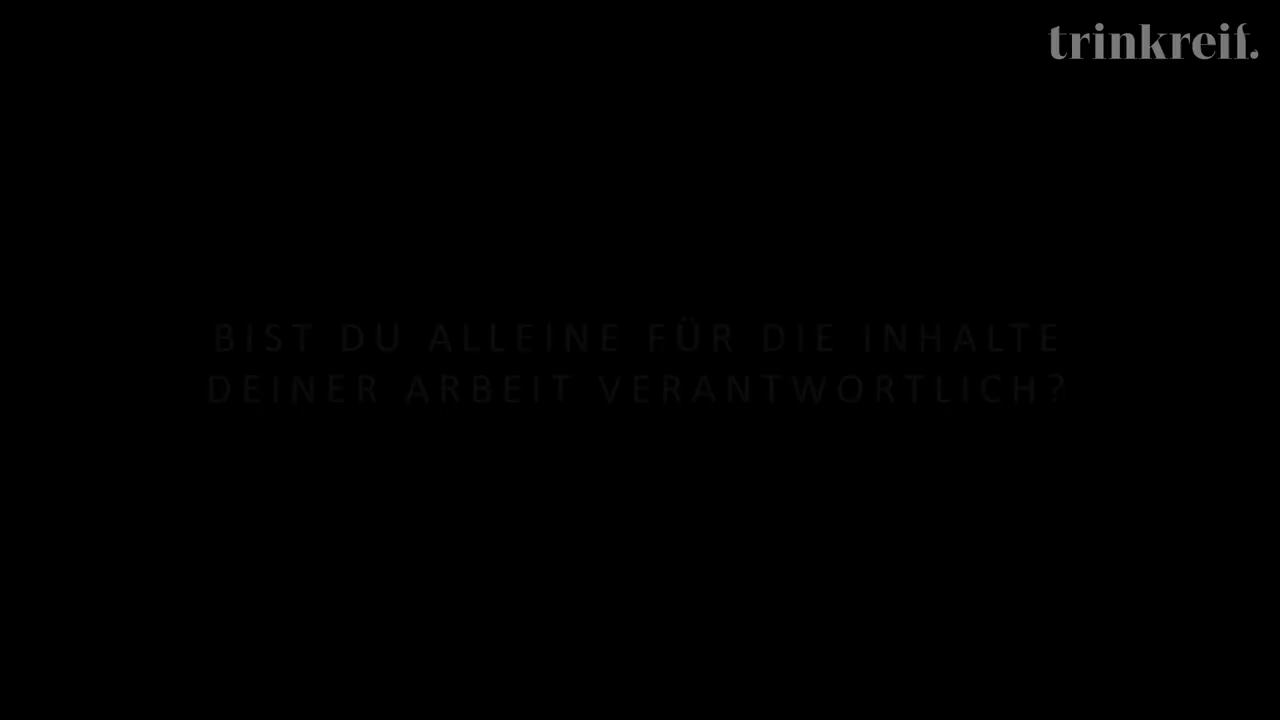 trinkreif.
BIST DU ALLEINE FÜR DIE INHALTE
DEINER ARBEIT VERANTWORTLICH?